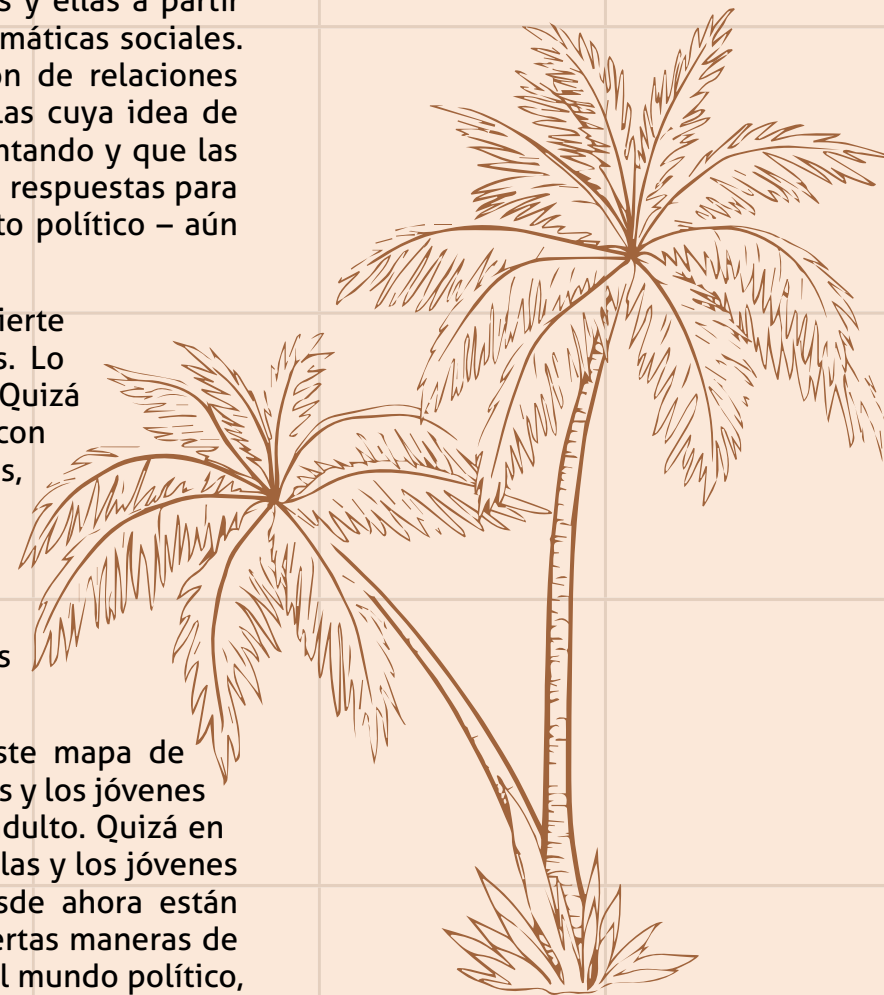 s y ellas a partir
máticas sociales.
ón de relaciones
las cuya idea de
ntando y que las
respuestas para
to político – aún
ierte
s. Lo
Quizá
con
s,
s
ste mapa de
s y los jóvenes
dulto. Quizá en
las y los jóvenes
sde ahora están
ertas maneras de
l mundo político,